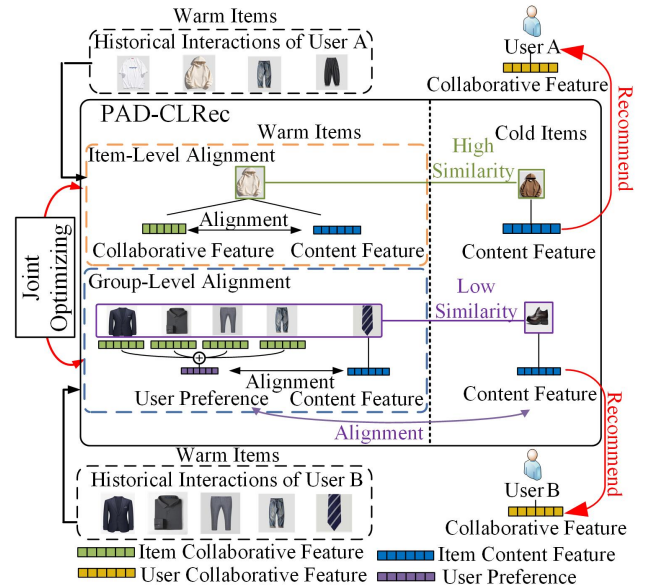 Warm Items
Historical Interactions of User A
User A
Collaborative Feature
Recommend
PAD-CLRec
Warm Items
Cold Items
Item-Level Alignment
High
Similarity
Alignment
Collaborative Feature
Content Feature
Content Feature
Joint
Optimizing
Group-Level Alignment
Low
Similarity
Alignment
User Preference
Content Feature
Content Feature
Alignment
Recommend
Warm Items
Historical Interactions of User B
User B
Collaborative Feature
Item Collaborative Feature
Item Content Feature
User Collaborative Feature
User Preference